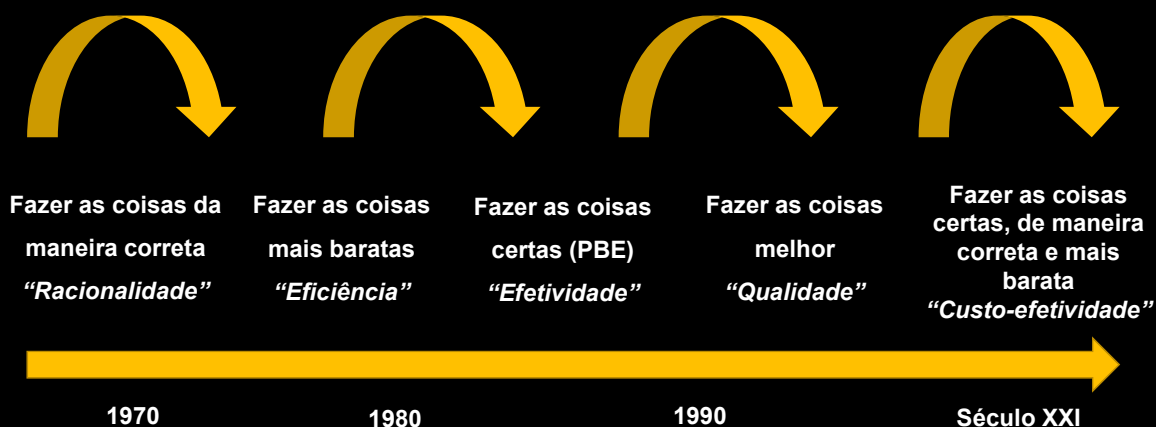 Fazer as coisas da
maneira correta
“Racionalidade”
Fazer as coisas
mais baratas
“Eficiência”
Fazer as coisas
certas (PBE)
“Efetividade”
Fazer as coisas
melhor
“Qualidade”
Fazer as coisas
certas, de maneira
correta e mais
barata
“Custo-efetividade”
1970
1980
1990
Século XXI